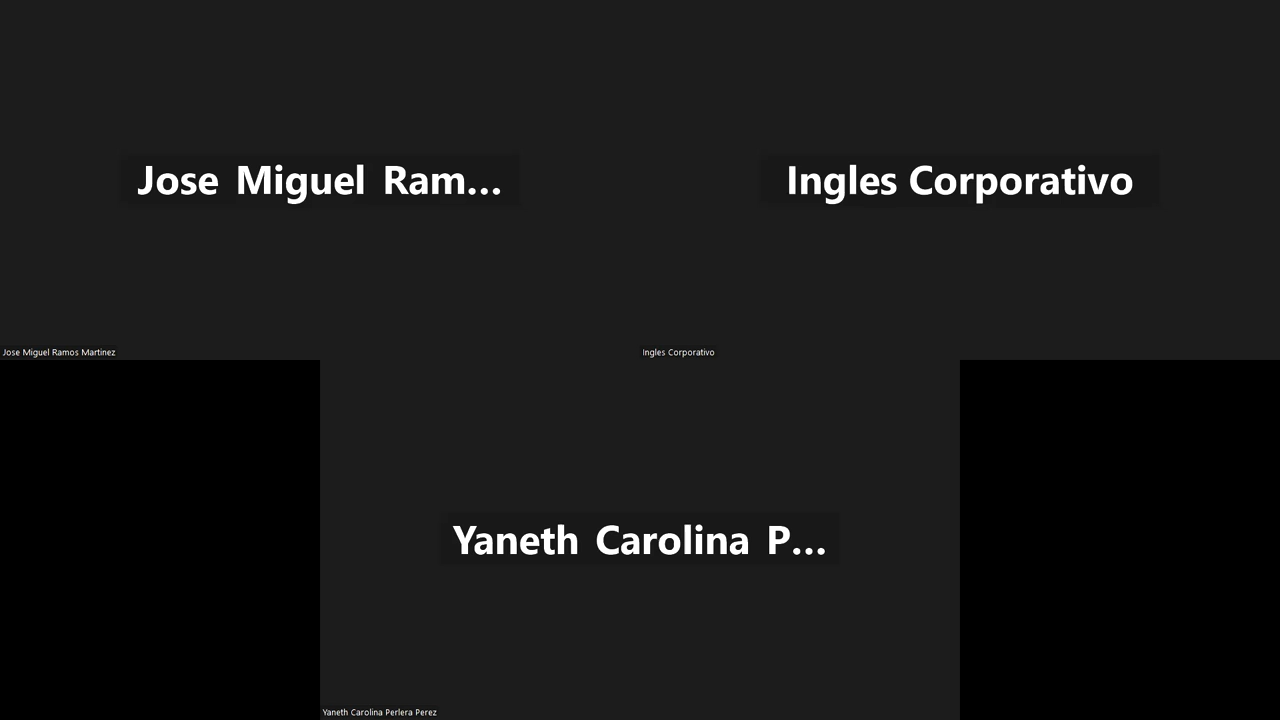 Jose Miguel Ram...
Ingles Corporativo
Jose Miguel Ramos Martinez
Ingles Corporativo
Yaneth Carolina P...
Yaneth Carolina Perlera Perez